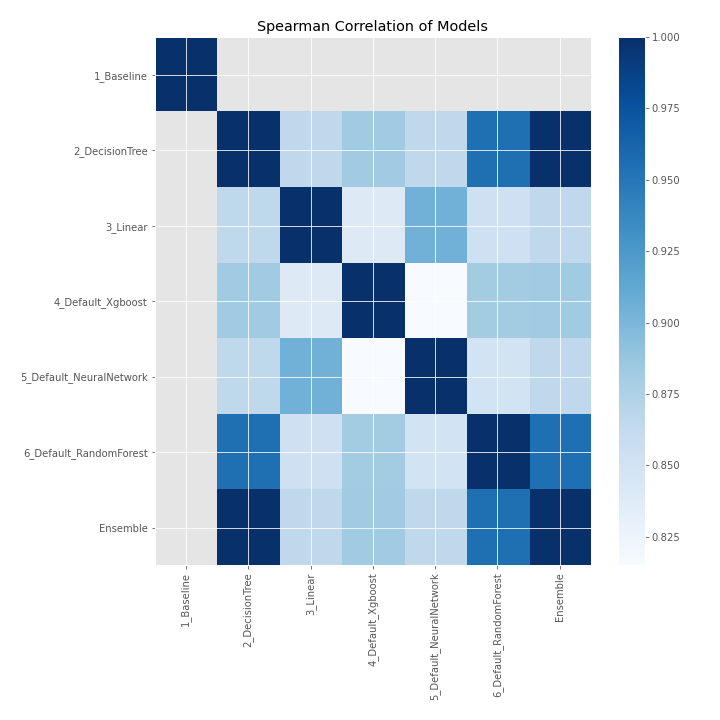 Spearman Correlation of Models
1_Baseline
2_DecisionTree
3_Linear
4_Default_Xgboost
5_Default_NeuralNetwork
6_Default_RandomForest
Ensemble
1_Baseline
2_DecisionTree
3_Linear
4_Default_Xgboost
5_Default_NeuralNetwork
6_Default_RandomForest
Ensemble
1.000
0.975
0.950
0.925
0.900
0.875
0.850
0.825